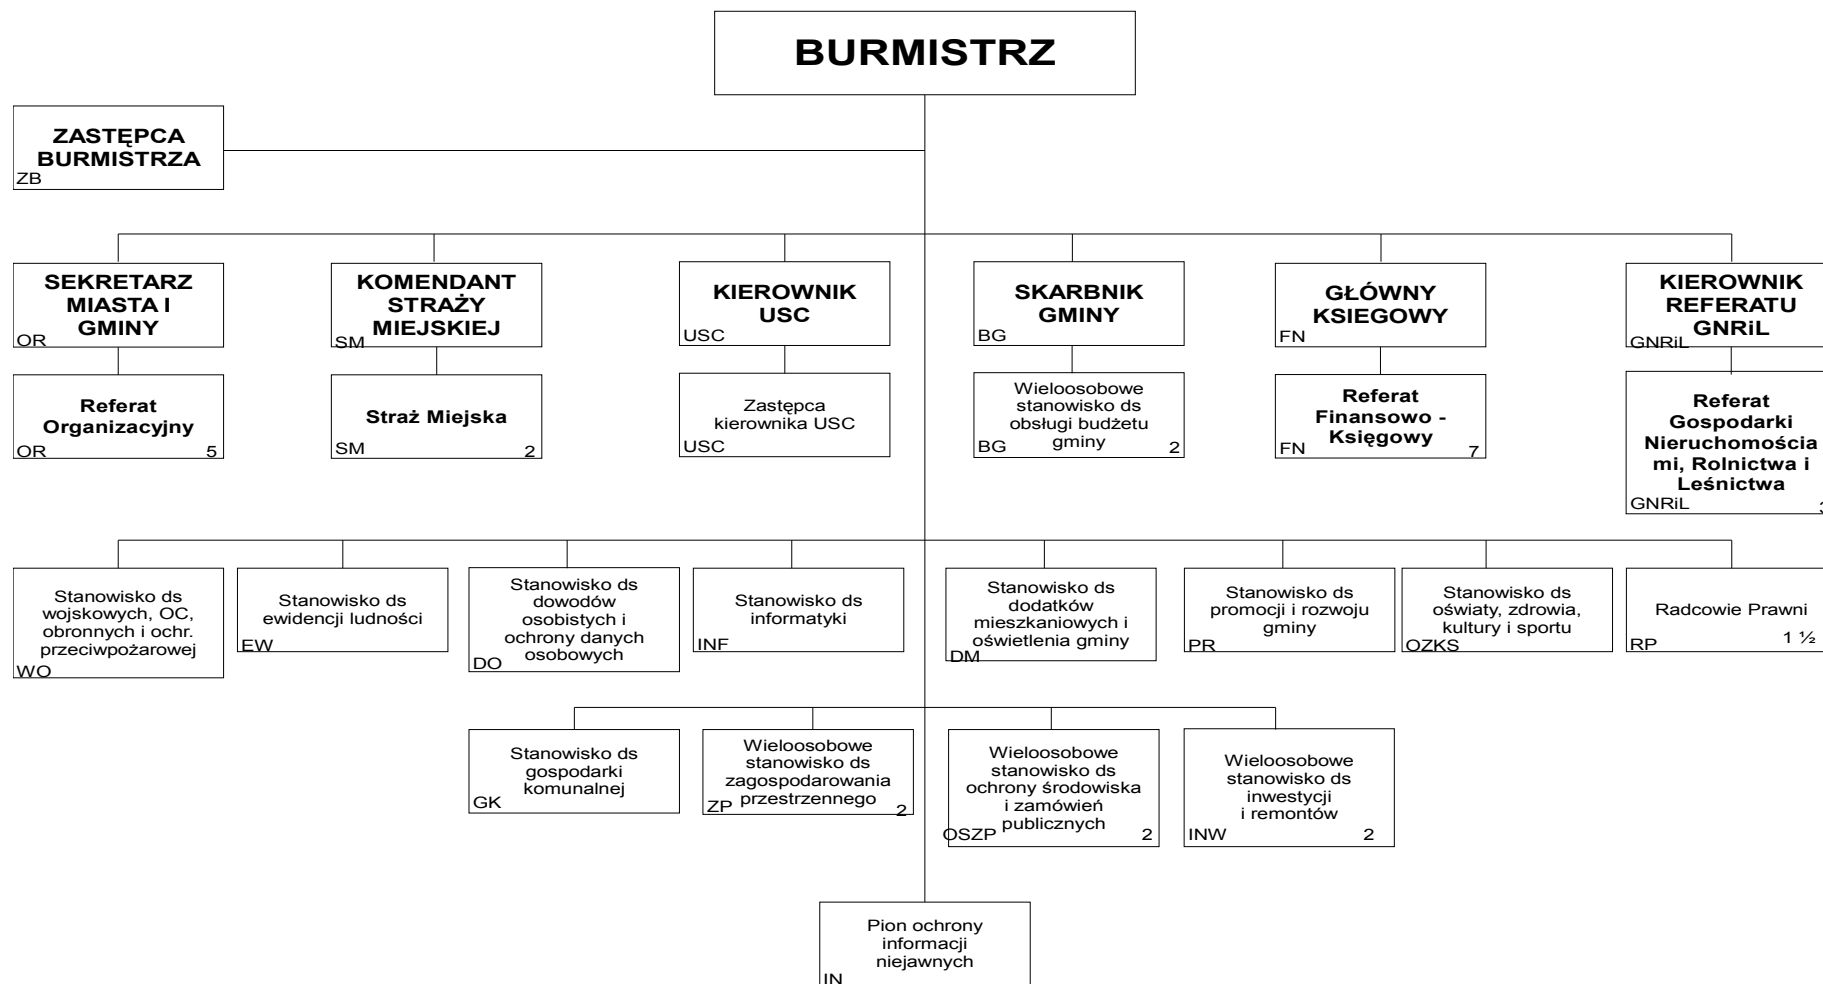 BURMISTRZ
ZASTĘPCA
BURMISTRZA
ZB
SEKRETARZ
MIASTA I
GMINY
OR
KOMENDANT
STRAŻY
MIEJSKIEJ
SM
KIEROWNIK
USC
USC
SKARBNIK
GMINY
BG
GŁÓWNY
KSIEGOWY
FN
KIEROWNIK
REFERATU
GNRiL
GNRiL
Referat
Organizacyjny
OR 5
Straż Miejska
SM 2
Zastępca
kierownika USC
USC
Wieloosobowe
stanowisko ds
obsługi budżetu
gminy
BG 2
Referat
Finansowo -
Księgowy
FN 7
Referat
Gospodarki
Nieruchomościa
mi, Rolnictwa i
Leśnictwa
GNRiL
Stanowisko ds
wojskowych, OC,
obronnych i ochr.
przeciwpożarowej
WO
Stanowisko ds
ewidencji ludności
EW
Stanowisko ds
dowodów
osobistych i
ochrony danych
osobowych
DO
Stanowisko ds
informatyki
INF
Stanowisko ds
dodatków
mieszkaniowych i
oświetlenia gminy
DM
Stanowisko ds
promocji i rozwoju
gminy
PR
Stanowisko ds
oświaty, zdrowia,
kultury i sportu
OZKS
Radcowie Prawni
RP 1 ½
Stanowisko ds
gospodarki
komunalnej
GK
Wieloosobowe
stanowisko ds
zagospodarowania
przestrzennego
ZP 2
Wieloosobowe
stanowisko ds
ochrony środowiska
i zamówień
publicznych
OSZP 2
Wieloosobowe
stanowisko ds
inwestycji
i remontów
INW 2
Pion ochrony
informacji
niejawnych
IN